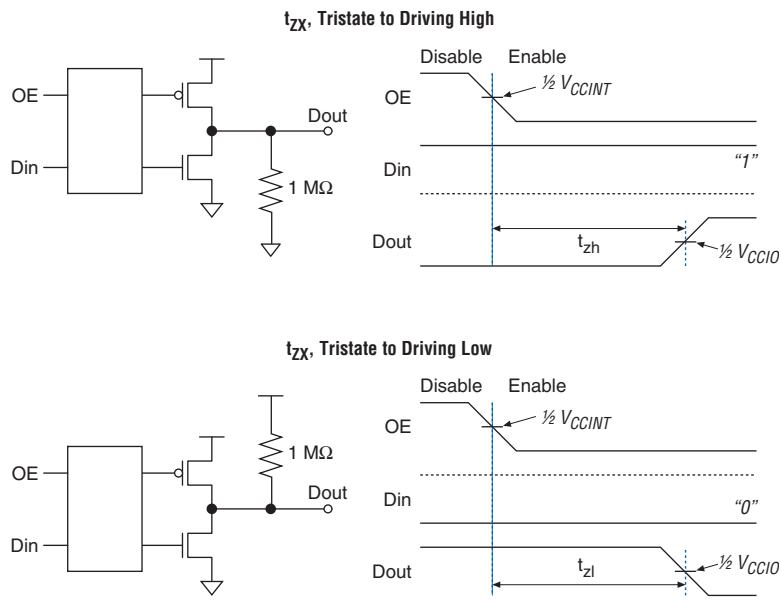 tZX, Tristate to Driving High
Disable Enable
OE
½ VCCINT
OE
Dout
Din
"1"
Din
1 MΩ
Dout
tzh
½ VCCIO
tZX, Tristate to Driving Low
Disable Enable
OE
½ VCCINT
1 MΩ
OE
Dout
Din
"0"
Din
Dout
tzl
½ VCCIO